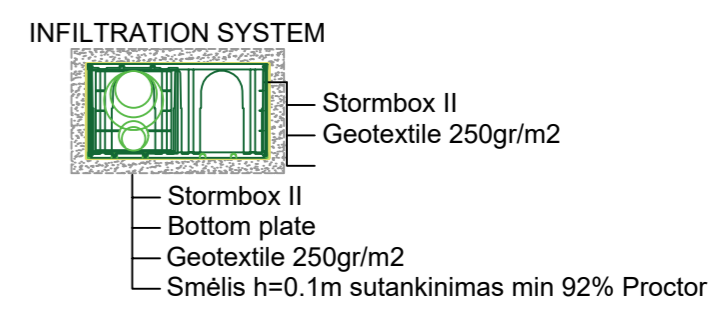 INFILTRATION SYSTEM
Stormbox II
Geotextile 250gr/m2
Stormbox II
Bottom plate
Geotextile 250gr/m2
Smėlis h=0.1m sutankinimas min 92% Proctor